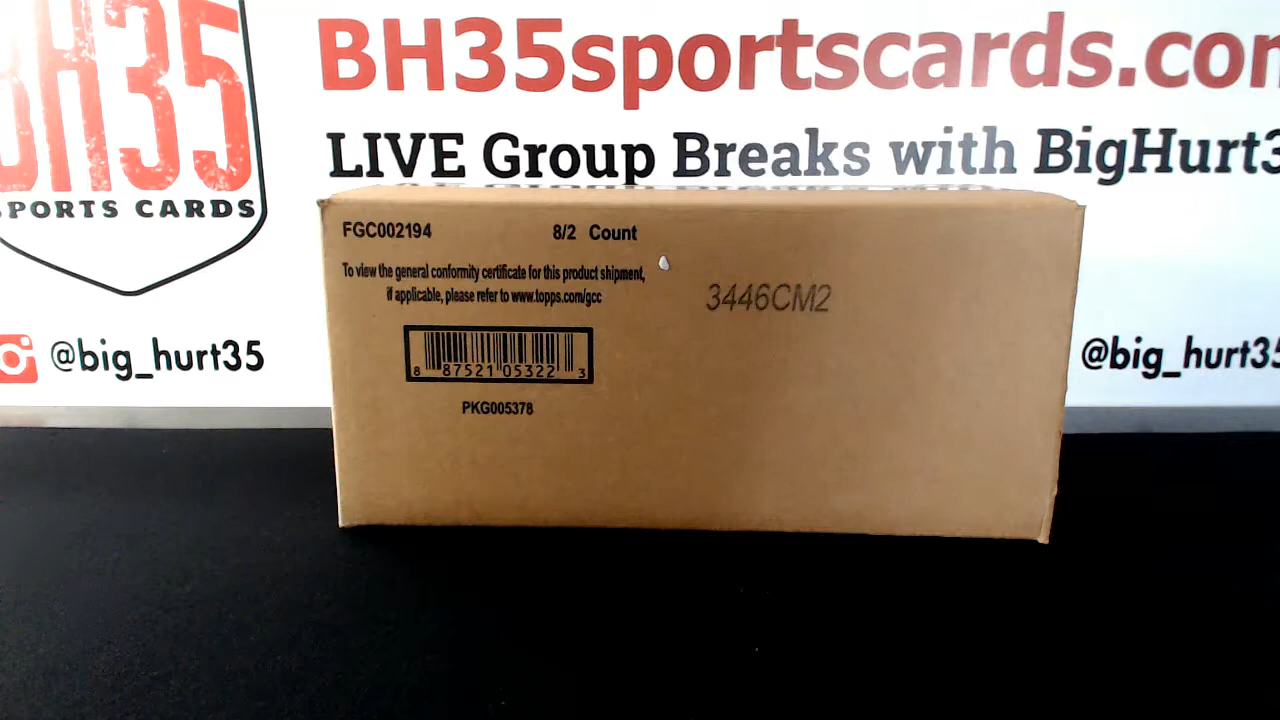 BH35
SPORTS CARDS
BH35sportscards.com
LIVE Group Breaks with BigHurt3
@big_hurt35
@big_hurt35
FGC002194 8/2 Count
To view the general conformity certificate for this product shipment,
if applicable, please refer to www.topps.com/gcc
3446CM2
8 87521 05322 3
PKG005378